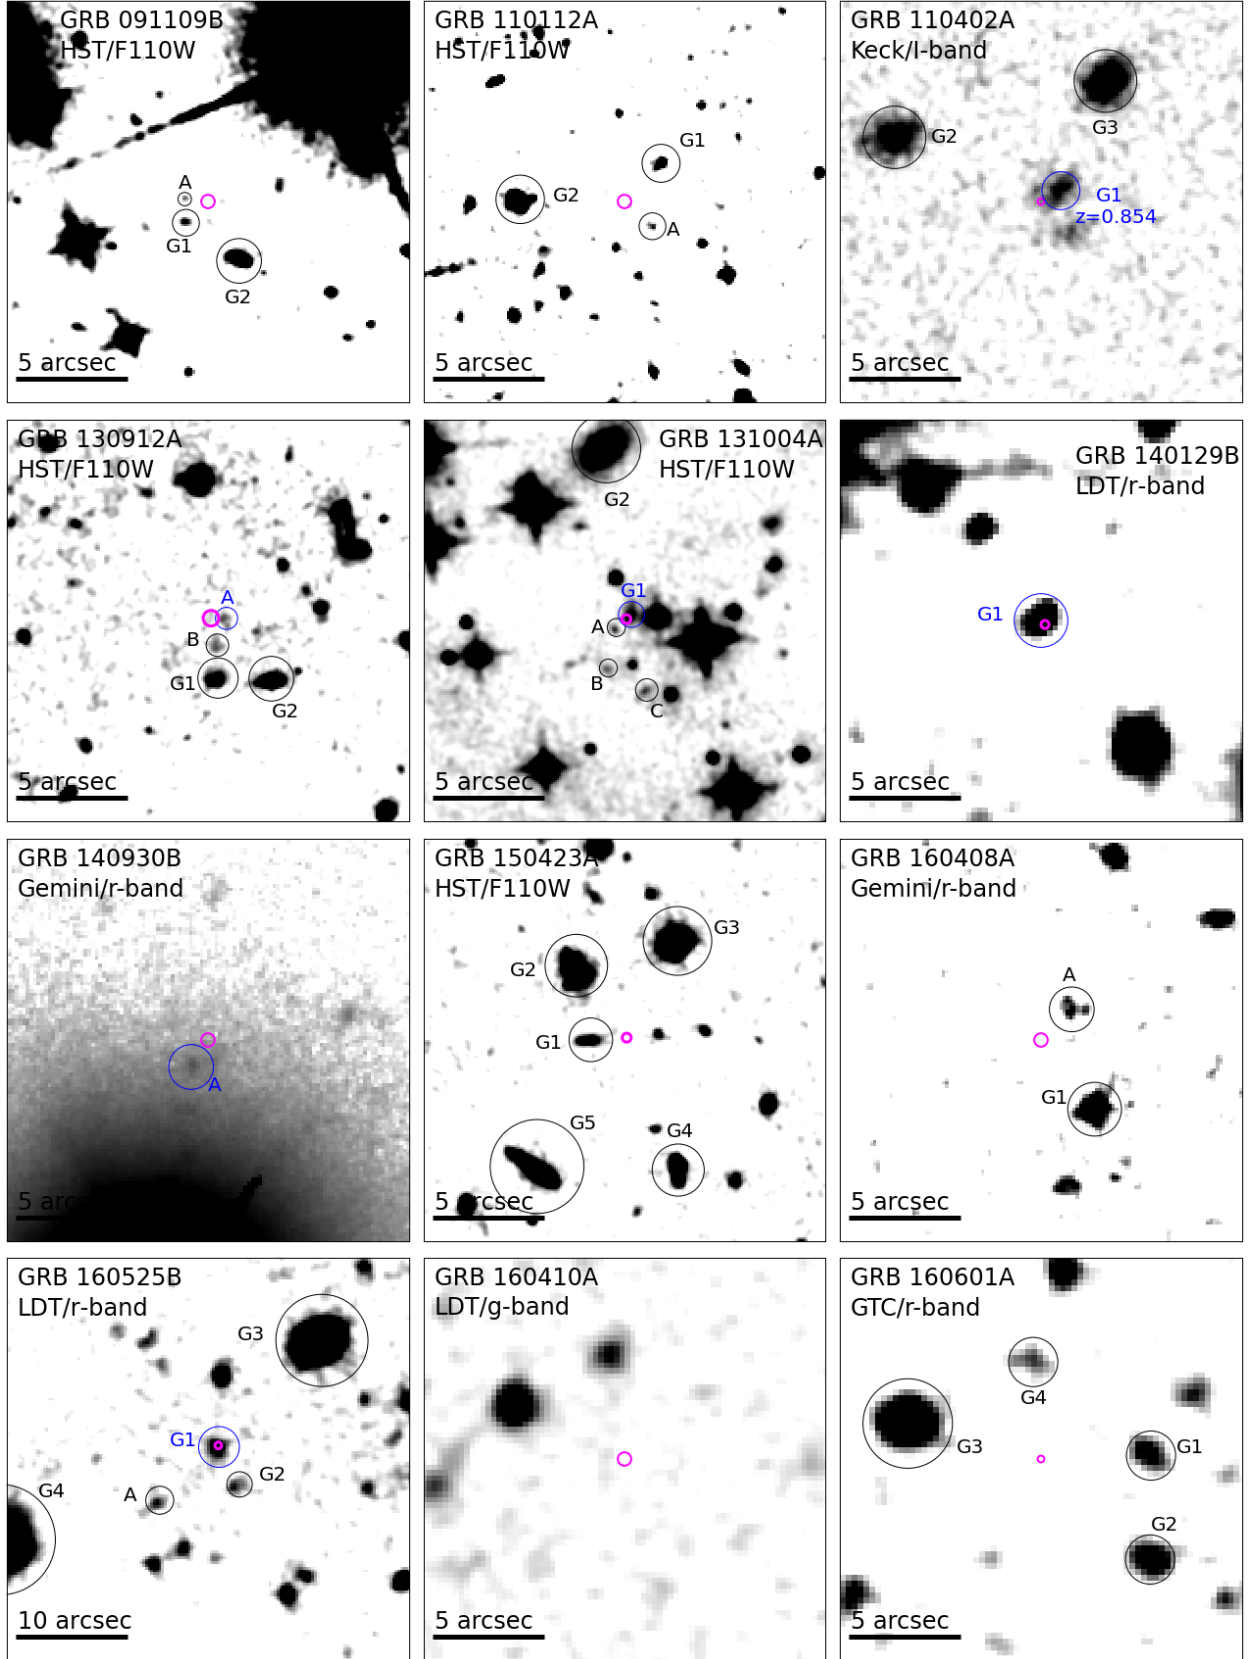 GRB 091109B
HST/F110W
A
G1
G2
5 arcsec
GRB 110112A
HST/F110W
G1
G2
A
5 arcsec
GRB 110402A
Keck/I-band
G3
G2
G1
z=0.854
5 arcsec
GRB 130912A
HST/F110W
A
B
G1
G2
5 arcsec
GRB 131004A
HST/F110W
G2
G1
A
B
C
5 arcsec
GRB 140129B
LDT/r-band
G1
5 arcsec
GRB 140930B
Gemini/r-band
A
5 arcsec
GRB 150423A
HST/F110W
G3
G2
G1
G5
G4
5 arcsec
GRB 160408A
Gemini/r-band
A
G1
5 arcsec
GRB 160525B
LDT/r-band
G3
G1
G2
G4
A
10 arcsec
GRB 160410A
LDT/g-band
5 arcsec
GRB 160601A
GTC/r-band
G4
G3
G1
G2
5 arcsec